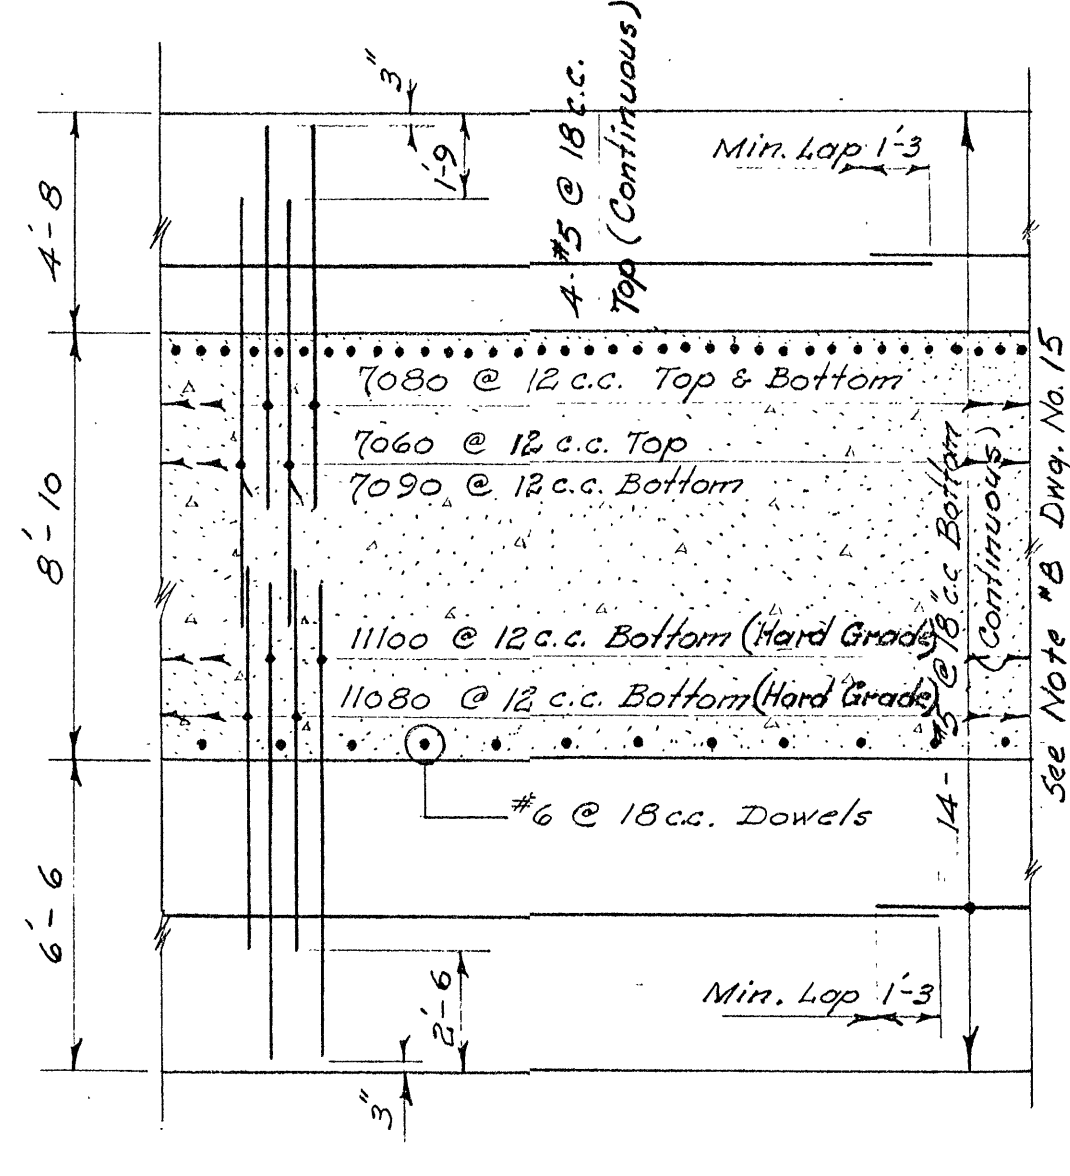 3"
1'-9
4-#5 @ 18 c.c.
Top (Continuous)
Min. Lap 1'-3
4'-8
7080 @ 12 c.c. Top & Bottom
7060 @ 12 c.c. Top
7090 @ 12 c.c. Bottom
8'-10
11100 @ 12 c.c. Bottom (Hard Grade)
11080 @ 12 c.c. Bottom (Hard Grade)
14-#5 @ 18" c.c Bottom
(Continuous)
See Note #8 Dwg. No. 15
#6 @ 18 c.c. Dowels
6'-6
2'-6
Min. Lap 1'-3
3"